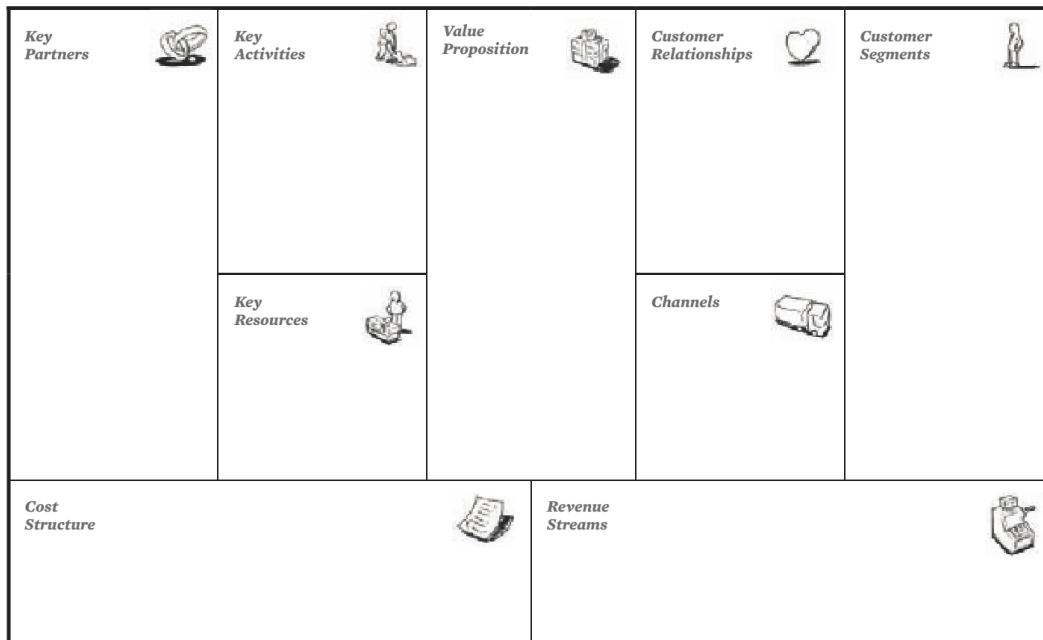 Key
Partners
Key
Activities
Value
Proposition
Customer
Relationships
Customer
Segments
Key
Resources
Channels
Cost
Structure
Revenue
Streams